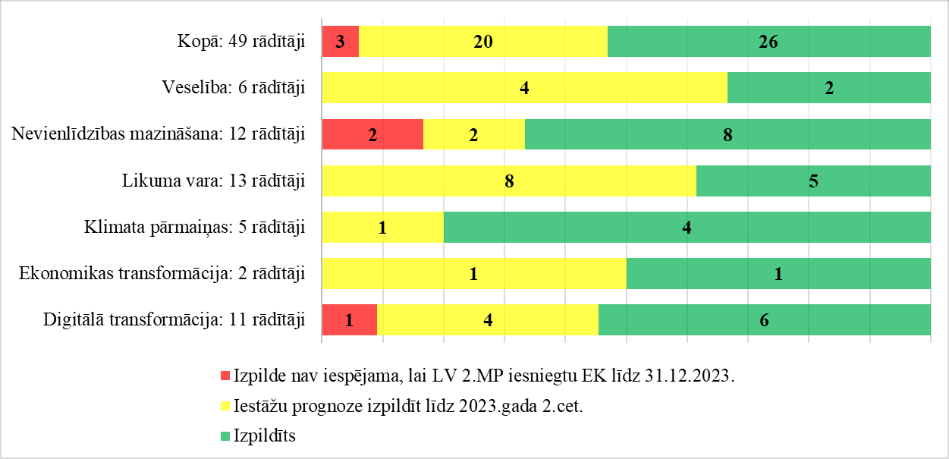 Kopā: 49 rādītāji 3 20 26
Veselība: 6 rādītāji 4 2
Nevienlīdzības mazināšana: 12 rādītāji 2 2 8
Likuma vara: 13 rādītāji 8 5
Klimata pārmaiņas: 5 rādītāji 1 4
Ekonomikas transformācija: 2 rādītāji 1 1
Digitālā transformācija: 11 rādītāji 1 4 6
Izpilde nav iespējama, lai LV 2.MP iesniegtu EK līdz 31.12.2023.
Iestāžu prognoze izpildīt līdz 2023.gada 2.cet.
Izpildīts